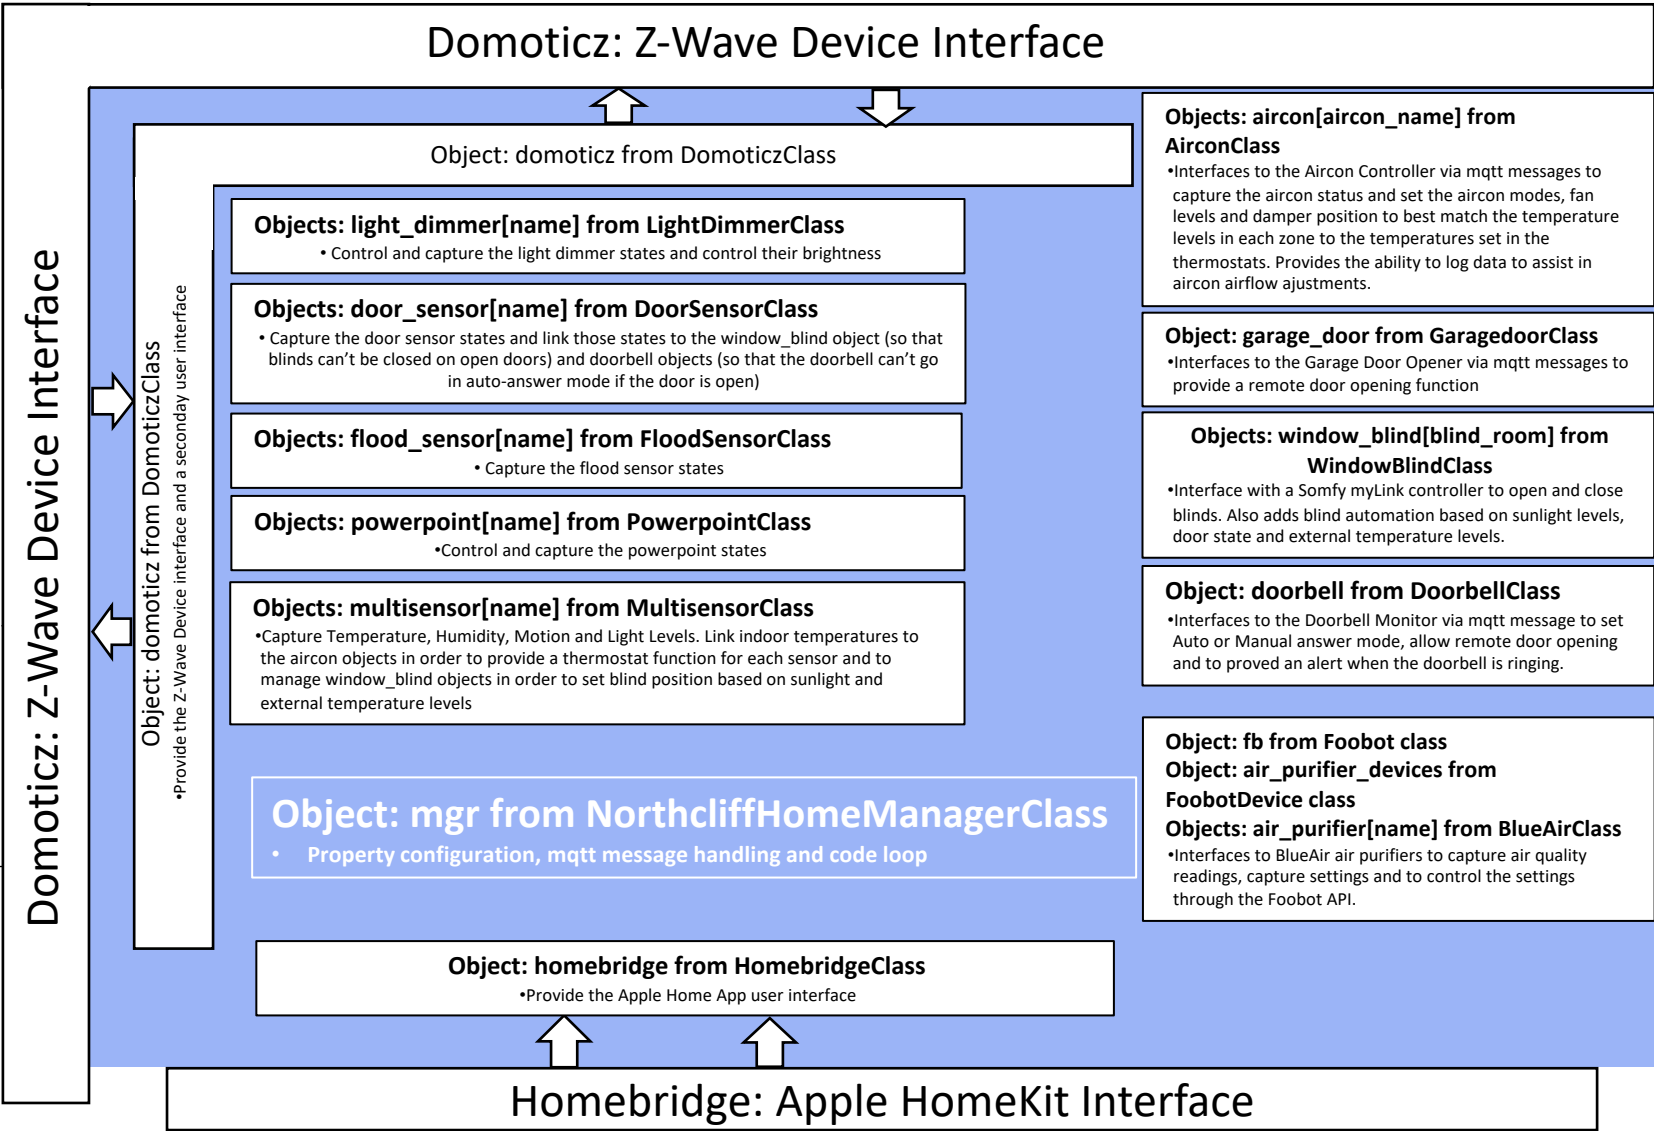 Domoticz: Z-Wave Device Interface
Domoticz: Z-Wave Device Interface
Object: domoticz from DomoticzClass
Object: domoticz from DomoticzClass
•Provide the Z-Wave Device interface and a seconday user interface
Objects: light_dimmer[name] from LightDimmerClass
• Control and capture the light dimmer states and control their brightness
Objects: door_sensor[name] from DoorSensorClass
• Capture the door sensor states and link those states to the window_blind object (so that
blinds can’t be closed on open doors) and doorbell objects (so that the doorbell can’t go
in auto-answer mode if the door is open)
Objects: flood_sensor[name] from FloodSensorClass
• Capture the flood sensor states
Objects: powerpoint[name] from PowerpointClass
•Control and capture the powerpoint states
Objects: multisensor[name] from MultisensorClass
•Capture Temperature, Humidity, Motion and Light Levels. Link indoor temperatures to
the aircon objects in order to provide a thermostat function for each sensor and to
manage window_blind objects in order to set blind position based on sunlight and
external temperature levels
Object: mgr from NorthcliffHomeManagerClass
• Property configuration, mqtt message handling and code loop
Object: homebridge from HomebridgeClass
•Provide the Apple Home App user interface
Homebridge: Apple HomeKit Interface
Objects: aircon[aircon_name] from
AirconClass
•Interfaces to the Aircon Controller via mqtt messages to
capture the aircon status and set the aircon modes, fan
levels and damper position to best match the temperature
levels in each zone to the temperatures set in the
thermostats. Provides the ability to log data to assist in
aircon airflow ajustments.
Object: garage_door from GaragedoorClass
•Interfaces to the Garage Door Opener via mqtt messages to
provide a remote door opening function
Objects: window_blind[blind_room] from
WindowBlindClass
•Interface with a Somfy myLink controller to open and close
blinds. Also adds blind automation based on sunlight levels,
door state and external temperature levels.
Object: doorbell from DoorbellClass
•Interfaces to the Doorbell Monitor via mqtt message to set
Auto or Manual answer mode, allow remote door opening
and to proved an alert when the doorbell is ringing.
Object: fb from Foobot class
Object: air_purifier_devices from
FoobotDevice class
Objects: air_purifier[name] from BlueAirClass
•Interfaces to BlueAir air purifiers to capture air quality
readings, capture settings and to control the settings
through the Foobot API.